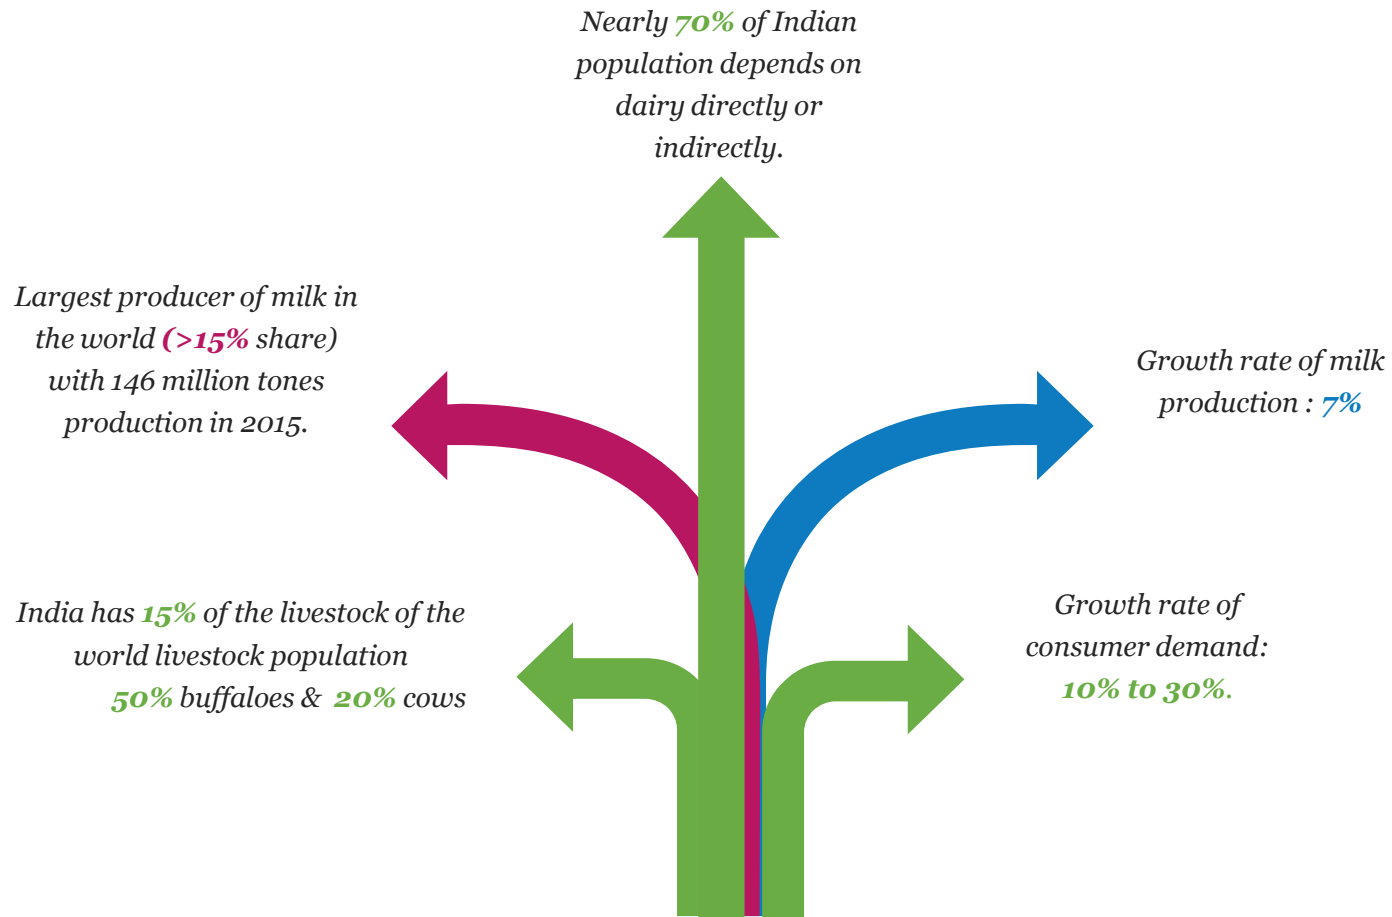 Nearly 70% of Indian
population depends on
dairy directly or
indirectly.
Largest producer of milk in
the world (>15% share)
with 146 million tones
production in 2015.
Growth rate of milk
production : 7%
India has 15% of the livestock of the
world livestock population
50% buffaloes & 20% cows
Growth rate of
consumer demand:
10% to 30%.